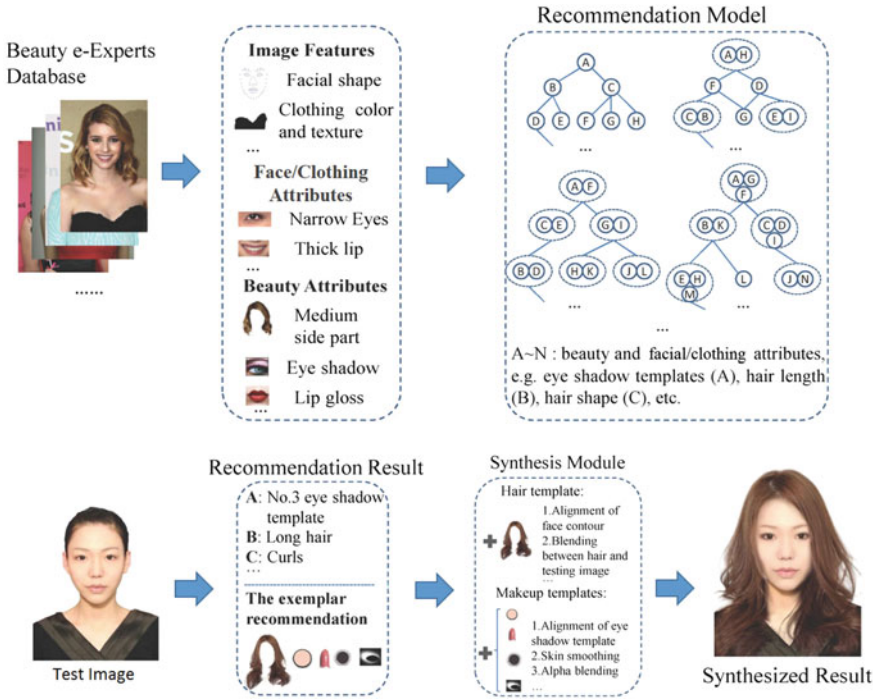 Beauty e-Experts
Database
......
Image Features
Facial shape
Clothing color
and texture
...
Face/Clothing
Attributes
Narrow Eyes
Thick lip
...
Beauty Attributes
Medium
side part
Eye shadow
Lip gloss
...
Recommendation Model
A
B
C
D
E
F
G
H
...
A H
F
D
C B
G
E I
...
A F
C E
G I
B D
H K
J L
...
A G
F
B K
C D
I
E H
M
L
J N
...
...
A~N : beauty and facial/clothing attributes,
e.g. eye shadow templates (A), hair length
(B), hair shape (C), etc.
Test Image
Recommendation Result
A: No.3 eye shadow
template
B: Long hair
C: Curls
...
The exemplar
recommendation
Synthesis Module
Hair template:
1.Alignment of
face contour
2.Blending
between hair and
testing image
...
Makeup templates:
1.Alignment of eye
shadow template
2.Skin smoothing
3.Alpha blending
...
Synthesized Result